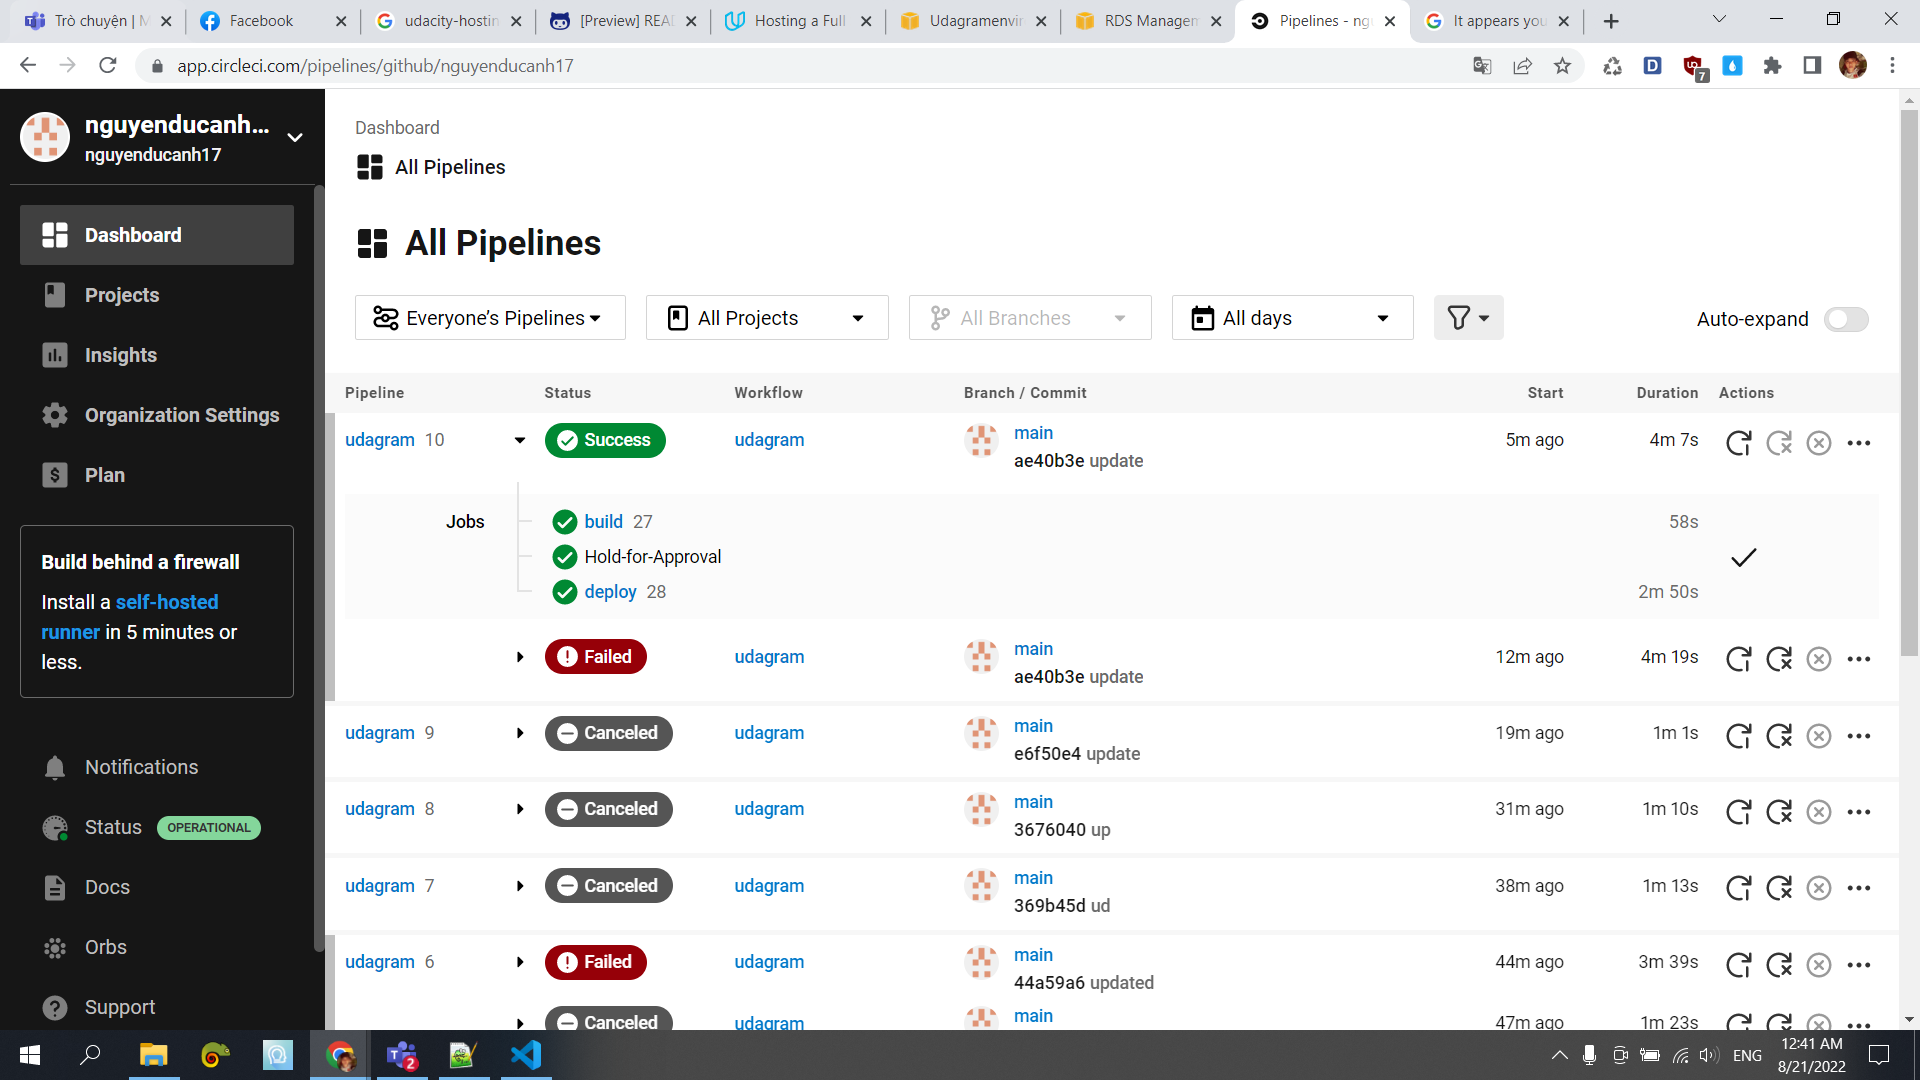 Trò chuyện | M
Facebook
udacity-hostin
[Preview] READ
Hosting a Full
Udagramenvir
RDS Managem
Pipelines - ng
It appears you
app.circleci.com/pipelines/github/nguyenducanh17
7
nguyenducanh...
nguyenducanh17
Dashboard
Projects
Insights
Organization Settings
Plan
Build behind a firewall
Install a self-hosted
runner in 5 minutes or
less.
Notifications
Status OPERATIONAL
Docs
Orbs
Support
Dashboard
All Pipelines
All Pipelines
Everyone’s Pipelines
All Projects
All Branches
All days
Auto-expand
Pipeline Status Workflow Branch / Commit Start Duration Actions
udagram 10 Success udagram main 5m ago 4m 7s
ae40b3e update
Jobs build 27 58s
Hold-for-Approval
deploy 28 2m 50s
Failed udagram main 12m ago 4m 19s
ae40b3e update
udagram 9 Canceled udagram main 19m ago 1m 1s
e6f50e4 update
udagram 8 Canceled udagram main 31m ago 1m 10s
3676040 up
udagram 7 Canceled udagram main 38m ago 1m 13s
369b45d ud
udagram 6 Failed udagram main 44m ago 3m 39s
44a59a6 updated
Canceled udagram main 47m ago 1m 23s
2
ENG
12:41 AM
8/21/2022